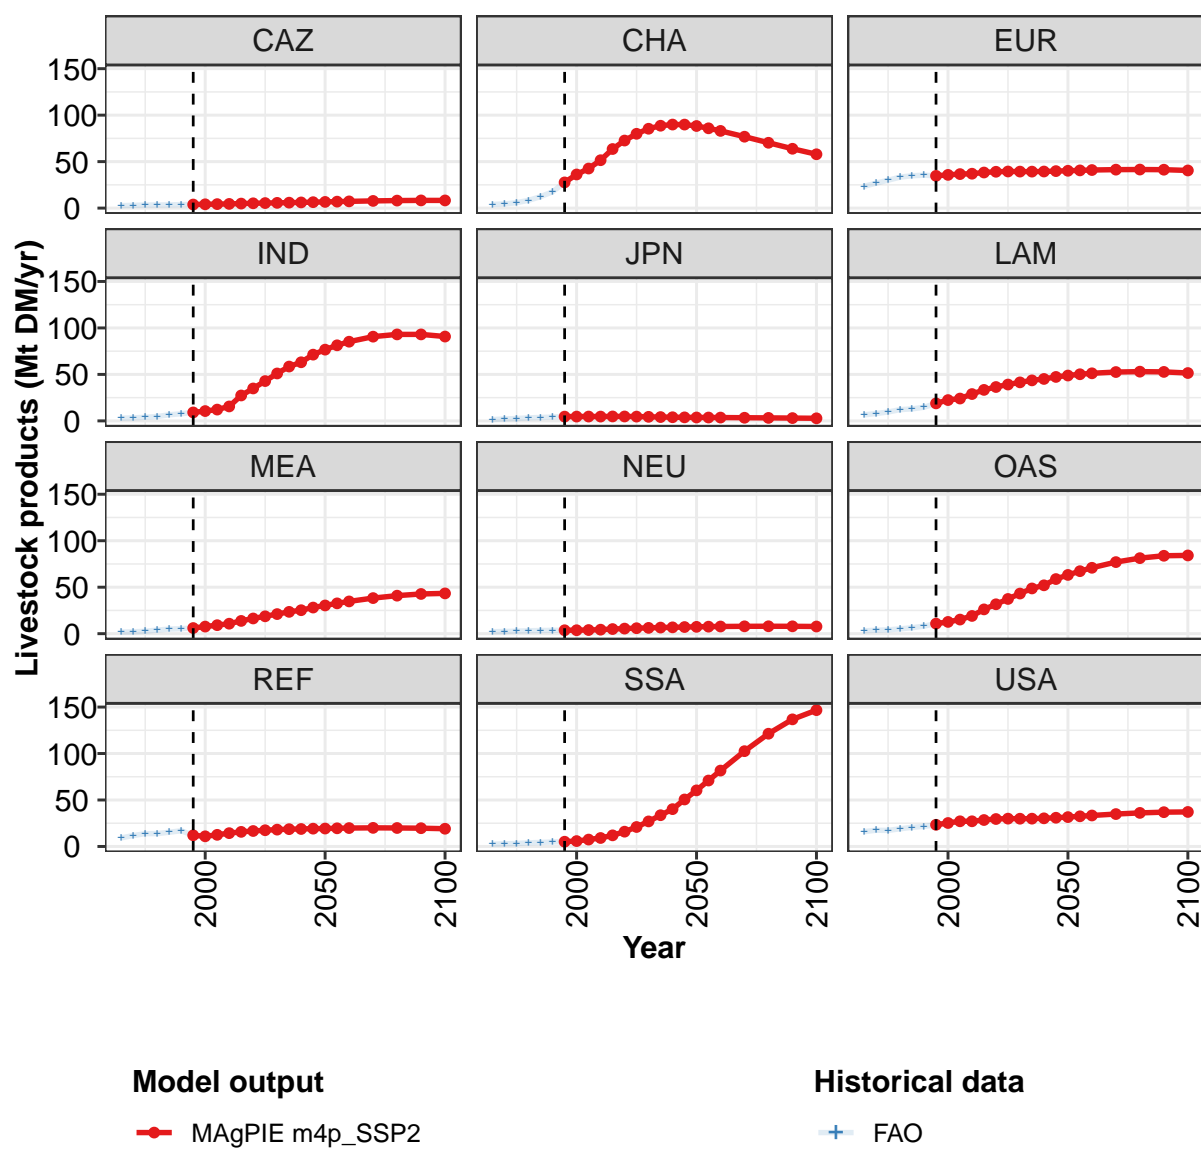 CAZ CHA EUR
150
100
50
0
IND JPN LAM
150
100
50
0
Livestock products (Mt DM/yr)
MEA NEU OAS
150
100
50
0
REF SSA USA
150
100
50
0
2000 2050 2100 2000 2050 2100 2000 2050 2100
Year
Model output Historical data
MAgPIE m4p_SSP2 FAO